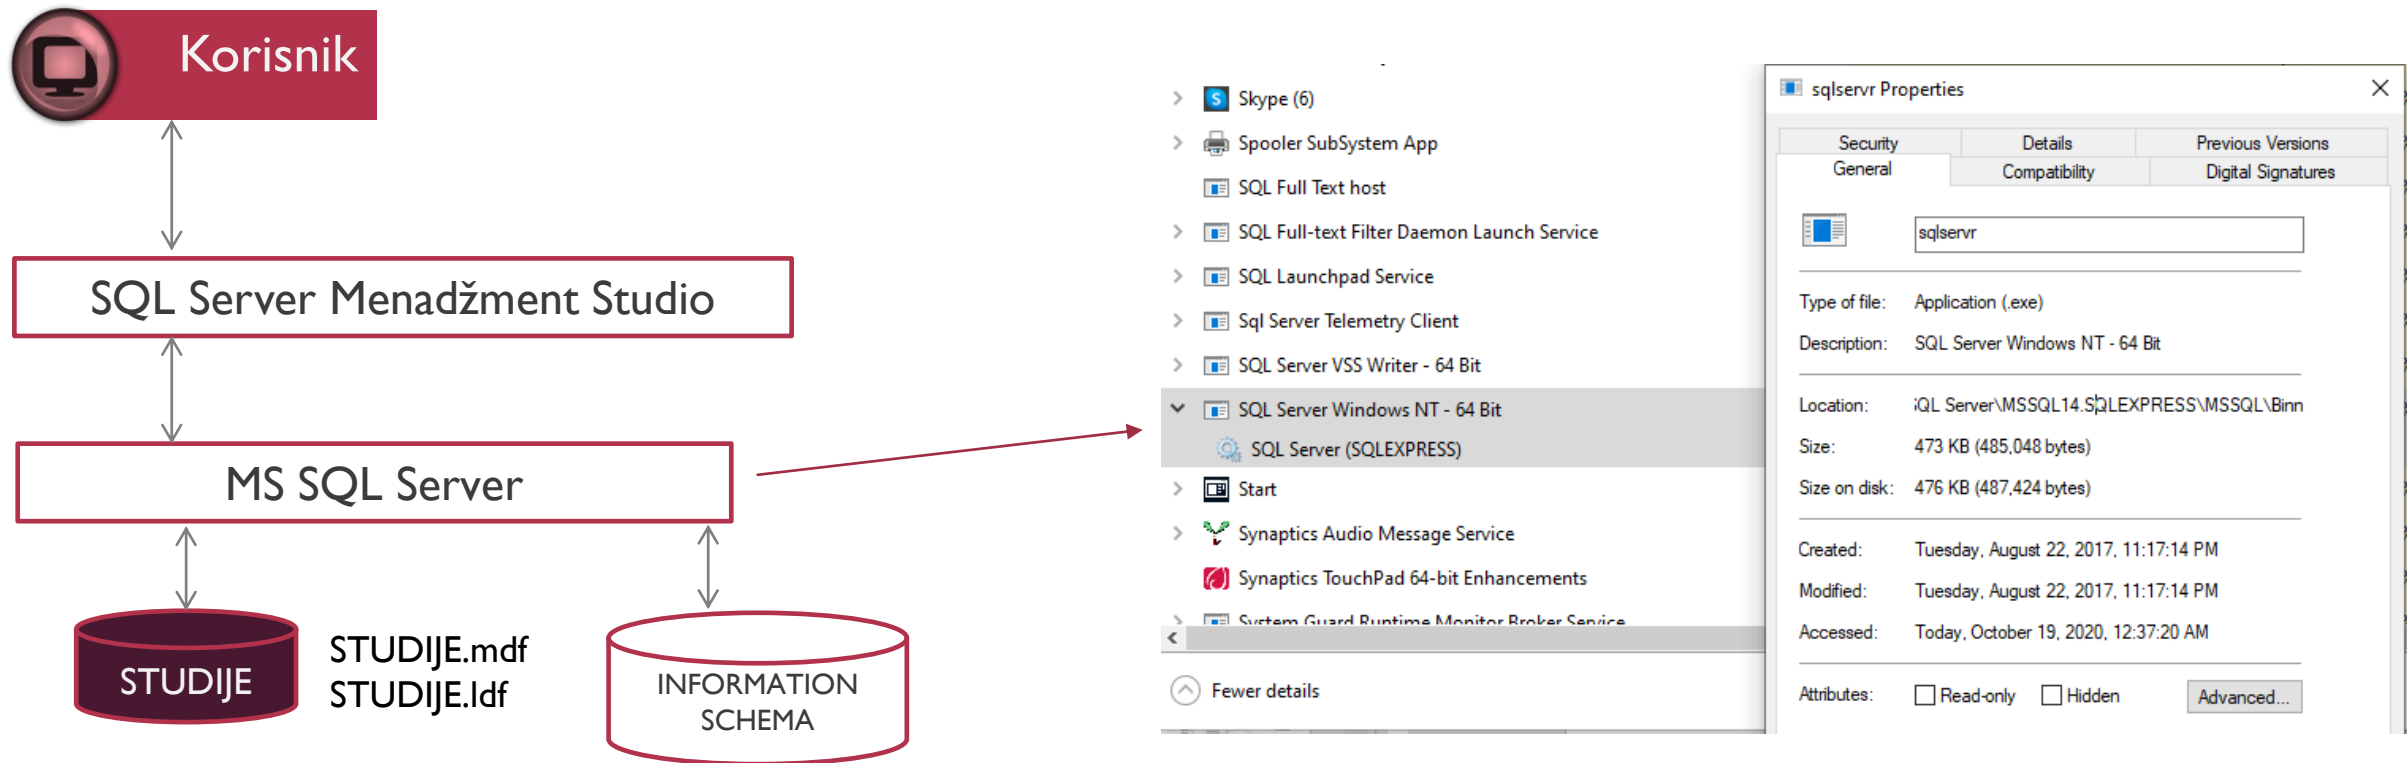 Korisnik
SQL Server Menadžment Studio
MS SQL Server
STUDIJE
STUDIJE.mdf
STUDIJE.ldf
INFORMATION
SCHEMA
Skype (6)
Spooler SubSystem App
SQL Full Text host
SQL Full-text Filter Daemon Launch Service
SQL Launchpad Service
Sql Server Telemetry Client
SQL Server VSS Writer - 64 Bit
SQL Server Windows NT - 64 Bit
SQL Server (SQLEXPRESS)
Start
Synaptics Audio Message Service
Synaptics TouchPad 64-bit Enhancements
System Guard Runtime Monitor Broker Service
Fewer details
sqlservr Properties
Security Details Previous Versions
General Compatibility Digital Signatures
sqlservr
Type of file: Application (.exe)
Description: SQL Server Windows NT - 64 Bit
Location: QL Server\MSSQL14.SQLEXPRESS\MSSQL\Binn
Size: 473 KB (485,048 bytes)
Size on disk: 476 KB (487,424 bytes)
Created: Tuesday, August 22, 2017, 11:17:14 PM
Modified: Tuesday, August 22, 2017, 11:17:14 PM
Accessed: Today, October 19, 2020, 12:37:20 AM
Attributes: Read-only Hidden Advanced...